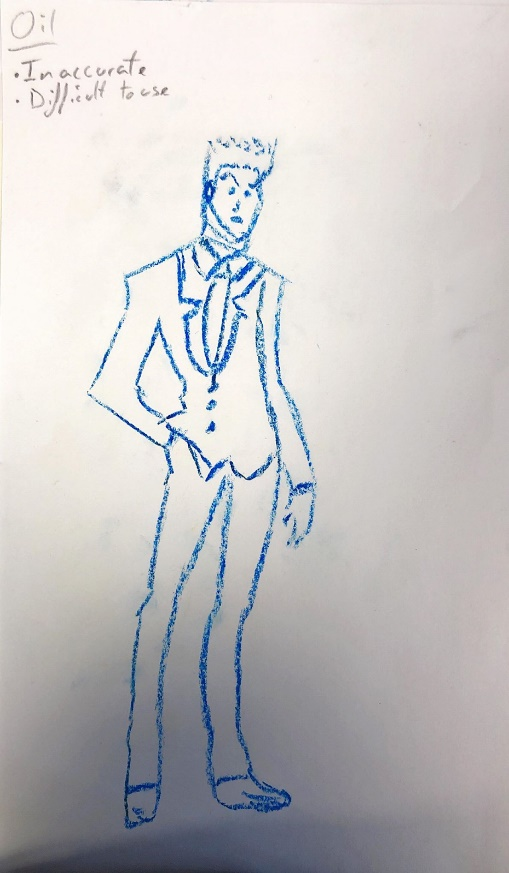 Oil
• Inaccurate
• Difficult to use